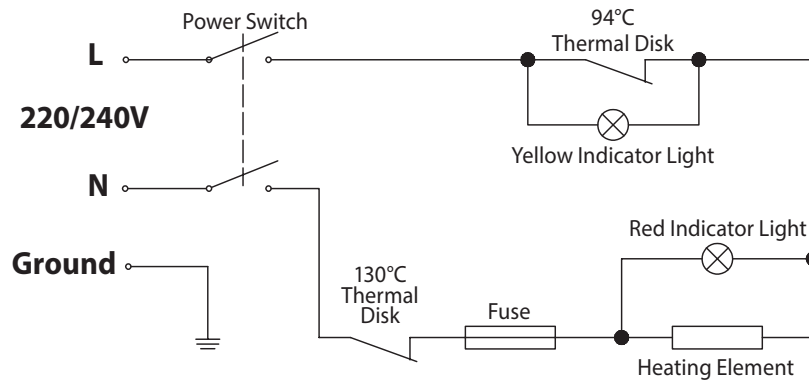 Power Switch
94°C
Thermal Disk
L
220/240V
Yellow Indicator Light
N
Red Indicator Light
Ground
130°C
Thermal
Disk
Fuse
Heating Element